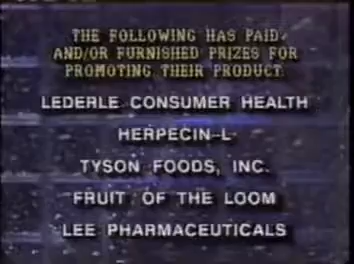 THE FOLLOWING HAS PAID
AND/OR FURNISHED PRIZES FOR
PROMOTING THEIR PRODUCT.
LEDERLE CONSUMER HEALTH
HERPECIN-L
TYSON FOODS, INC.
FRUIT OF THE LOOM
LEE PHARMACEUTICALS